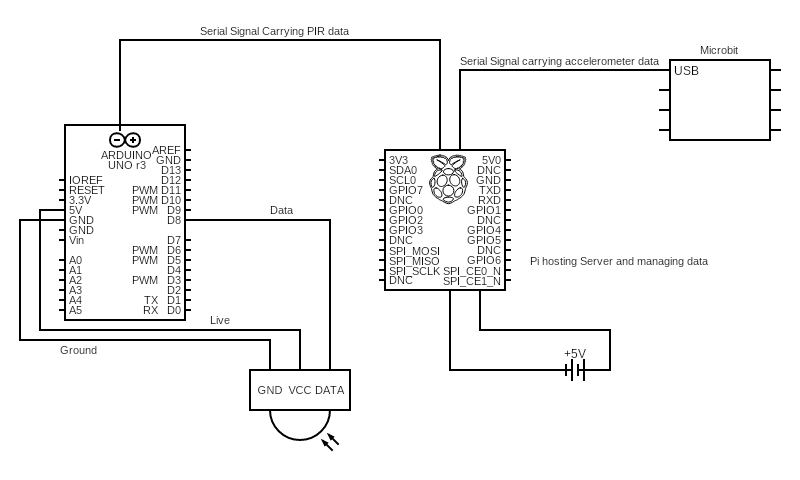 Serial Signal Carrying PIR data
Microbit
Serial Signal carrying accelerometer data
USB
ARDUINO
UNO r3
AREF
GND
D13
IOREF D12
RESET PWM D11
3.3V PWM D10
5V PWM D9
GND D8
GND
Vin D7
PWM D6
A0 PWM D5
A1 D4
A2 PWM D3
A3 D2
A4 TX D1
A5 RX D0
3V3 5V0
SDA0 DNC
SCL0 GND
GPIO7 TXD
DNC RXD
GPIO0 GPIO1
GPIO2 DNC
GPIO3 GPIO4
DNC GPIO5
SPI_MOSI DNC
SPI_MISO GPIO6
SPI_SCLK SPI_CE0_N
DNC SPI_CE1_N
Data
Pi hosting Server and managing data
Live
Ground
+5V
GND VCC DATA